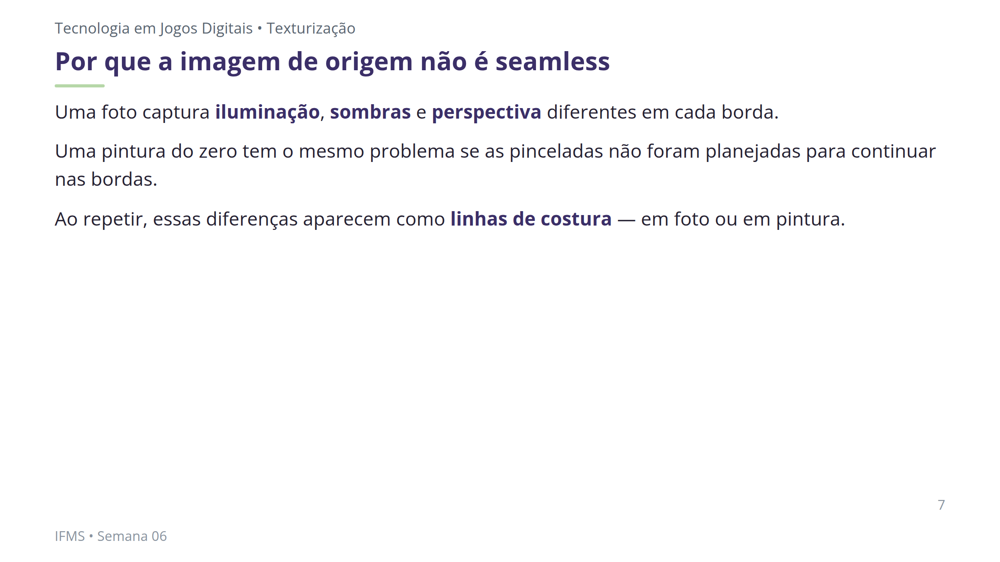 Tecnologia em Jogos Digitais • Texturização
Por que a imagem de origem não é seamless
Uma foto captura iluminação, sombras e perspectiva diferentes em cada borda.
Uma pintura do zero tem o mesmo problema se as pinceladas não foram planejadas para continuar
nas bordas.
Ao repetir, essas diferenças aparecem como linhas de costura — em foto ou em pintura.
7
IFMS • Semana 06